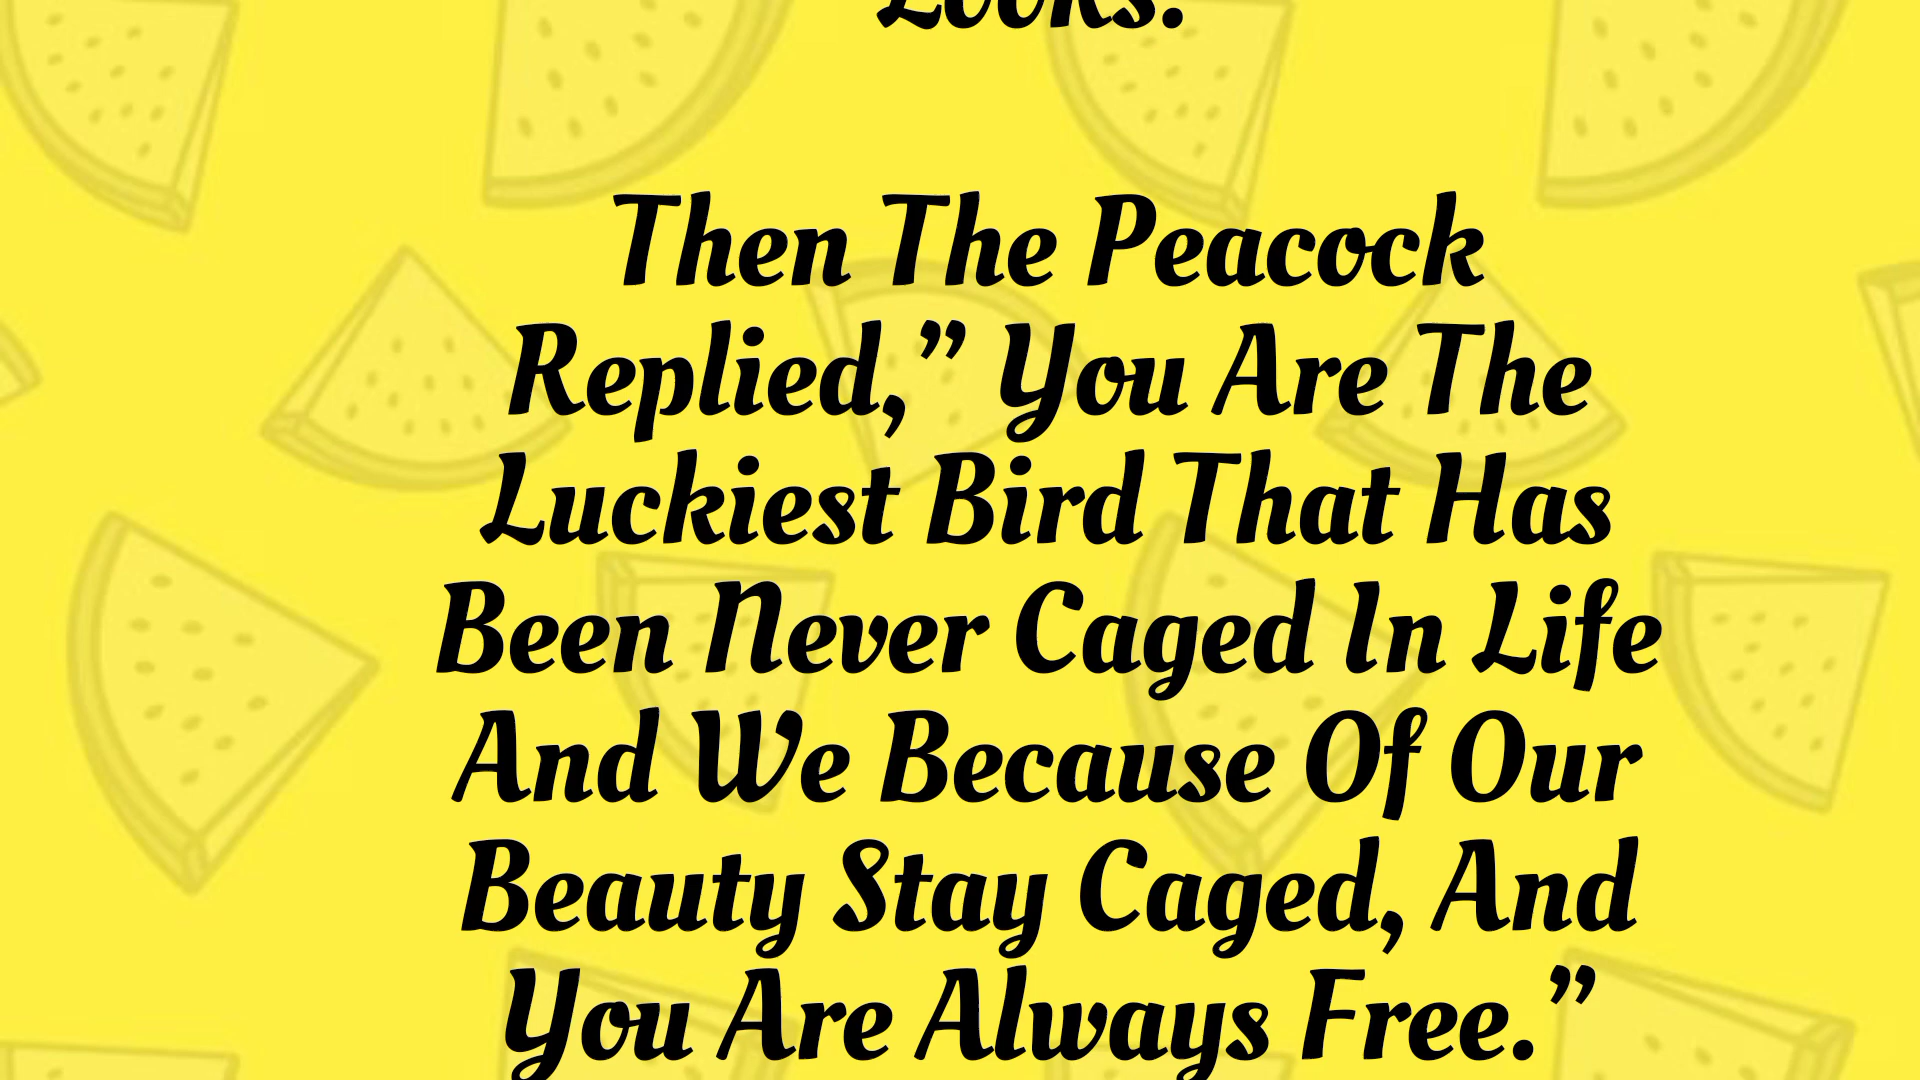 Looks.
Then The Peacock
Replied,” You Are The
Luckiest Bird That Has
Been Never Caged In Life
And We Because Of Our
Beauty Stay Caged, And
You Are Always Free.”